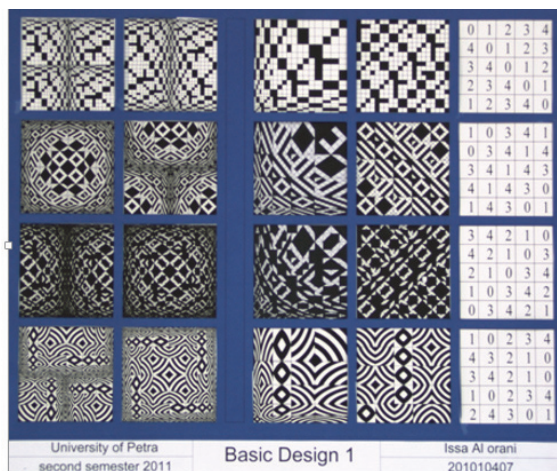 0 1 2 3 4
4 0 1 2 3
3 4 0 1 2
2 3 4 0 1
1 2 3 4 0
1 0 3 4 1
0 3 4 1 4
3 4 1 4 3
4 1 4 3 0
1 4 3 0 1
3 4 2 1 0
4 2 1 0 3
2 1 0 3 4
1 0 3 4 2
0 3 4 2 1
1 0 2 3 4
4 3 2 1 0
3 4 2 1 0
1 0 2 3 4
2 4 3 0 1
University of Petra
second semester 2011
Basic Design 1
Issa Al orani
201010407